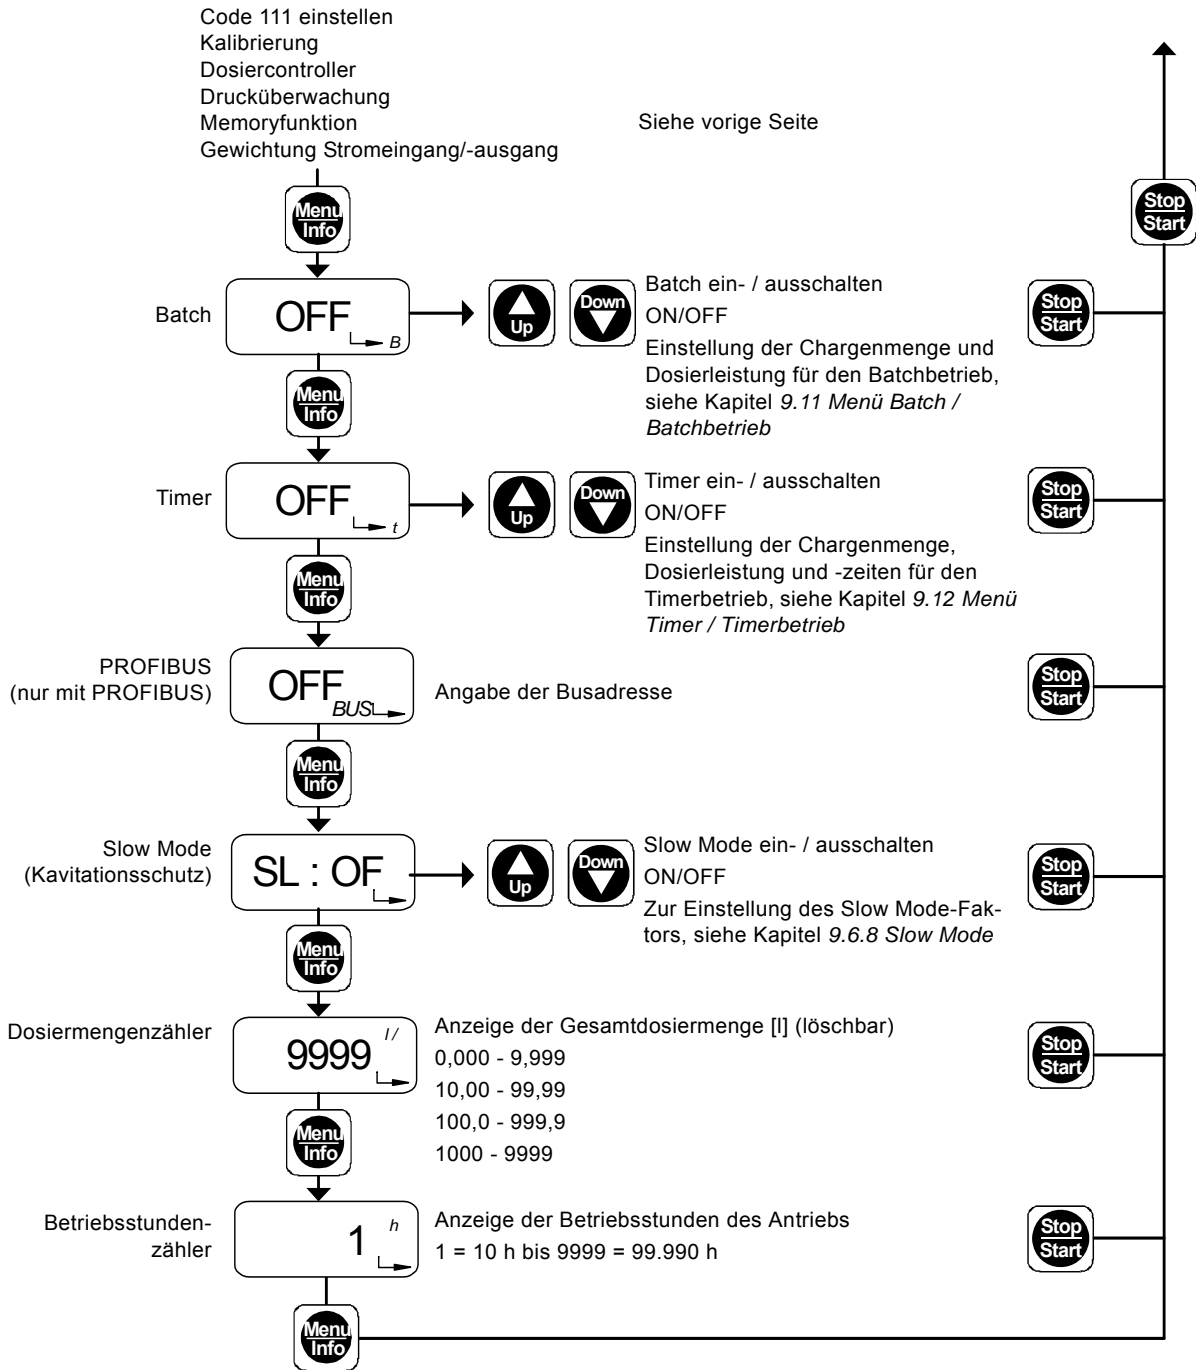 Code 111 einstellen
Kalibrierung
Dosiercontroller
Drucküberwachung
Memoryfunktion
Gewichtung Stromeingang/-ausgang
Siehe vorige Seite
Menu
Info
Stop
Start
Batch
OFF
B
Up
Down
Batch ein- / ausschalten
ON/OFF
Einstellung der Chargenmenge und
Dosierleistung für den Batchbetrieb,
siehe Kapitel 9.11 Menü Batch /
Batchbetrieb
Stop
Start
Menu
Info
Timer
OFF
t
Up
Down
Timer ein- / ausschalten
ON/OFF
Einstellung der Chargenmenge,
Dosierleistung und -zeiten für den
Timerbetrieb, siehe Kapitel 9.12 Menü
Timer / Timerbetrieb
Stop
Start
Menu
Info
PROFIBUS
(nur mit PROFIBUS)
OFF
BUS
Angabe der Busadresse
Stop
Start
Menu
Info
Slow Mode
(Kavitationsschutz)
SL : OF
Up
Down
Slow Mode ein- / ausschalten
ON/OFF
Zur Einstellung des Slow Mode-Fak-
tors, siehe Kapitel 9.6.8 Slow Mode
Stop
Start
Menu
Info
Dosiermengenzähler
9999
l /
Anzeige der Gesamtdosiermenge [l] (löschbar)
0,000 - 9,999
10,00 - 99,99
100,0 - 999,9
1000 - 9999
Stop
Start
Menu
Info
Betriebsstunden-
zähler
1
h
Anzeige der Betriebsstunden des Antriebs
1 = 10 h bis 9999 = 99.990 h
Stop
Start
Menu
Info